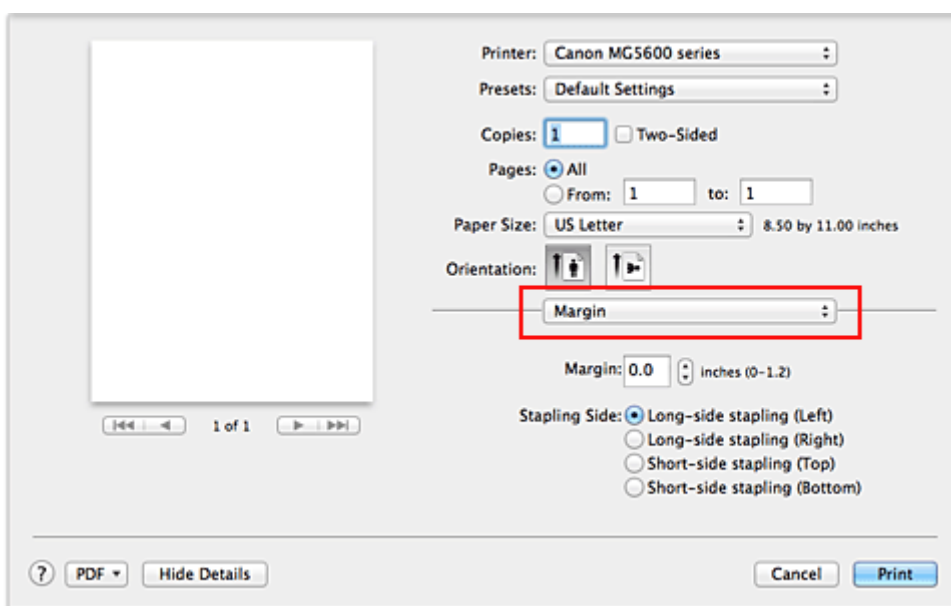 Printer: Canon MG5600 series
Presets: Default Settings
Copies: 1 Two-Sided
Pages: All
From: 1 to: 1
Paper Size: US Letter 8.50 by 11.00 inches
Orientation:
Margin
Margin: 0.0 inches (0-1.2)
1 of 1
Stapling Side: Long-side stapling (Left)
Long-side stapling (Right)
Short-side stapling (Top)
Short-side stapling (Bottom)
? PDF Hide Details Cancel Print